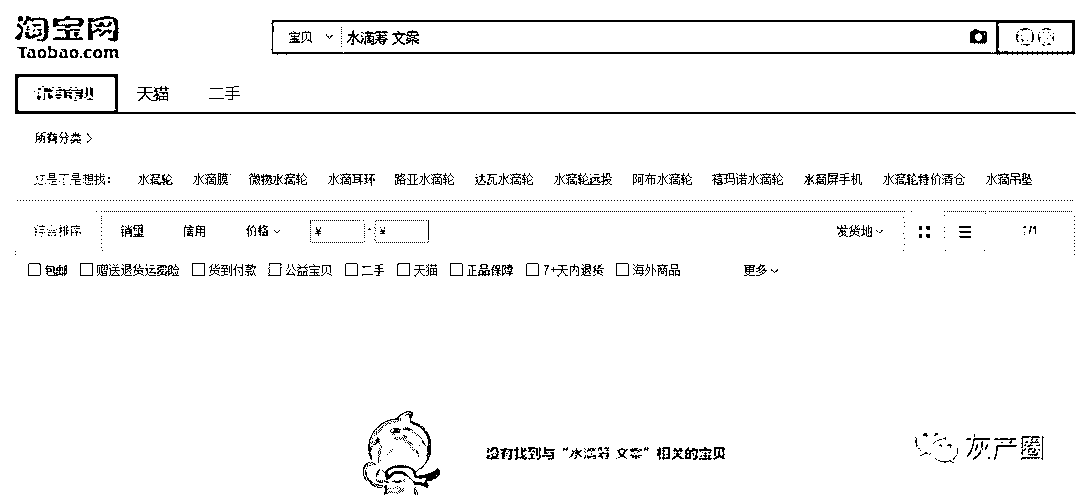 淘宝网
Taobao.com
宝贝 水滴筹 文案
天猫 二手
所有分类 >
您是不是想找: 水滴轮 水滴膜 微物水滴轮 水滴耳环 路亚水滴轮 达瓦水滴轮 水滴轮远投 阿布水滴轮 禧玛诺水滴轮 水滴屏手机 水滴轮特价清仓 水滴吊坠
综合排序 销量 信用 价格 ¥ - ¥ 发货地 1/1
包邮 赠送退货运费险 货到付款 公益宝贝 二手 天猫 正品保障 7+天内退货 海外商品 更多
没有找到与“水滴筹 文案”相关的宝贝
灰产圈